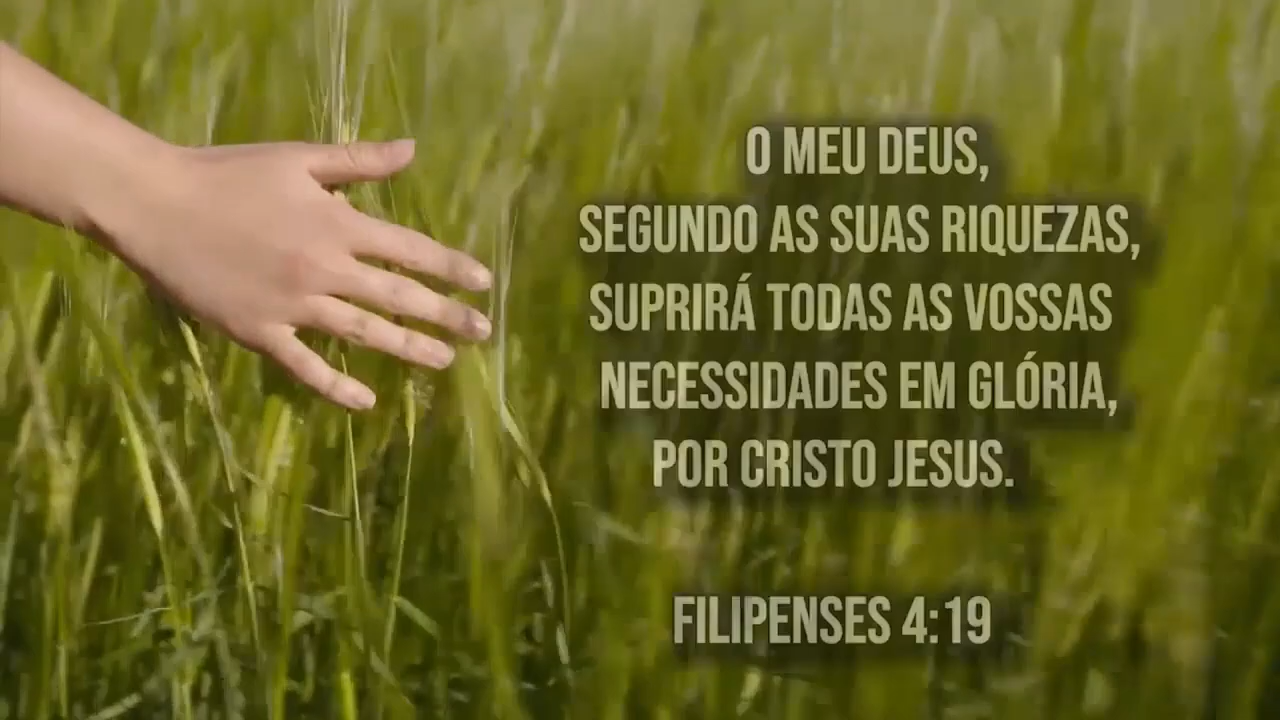 O MEU DEUS,
SEGUNDO AS SUAS RIQUEZAS,
SUPRIRÁ TODAS AS VOSSAS
NECESSIDADES EM GLÓRIA,
POR CRISTO JESUS.
FILIPENSES 4:19